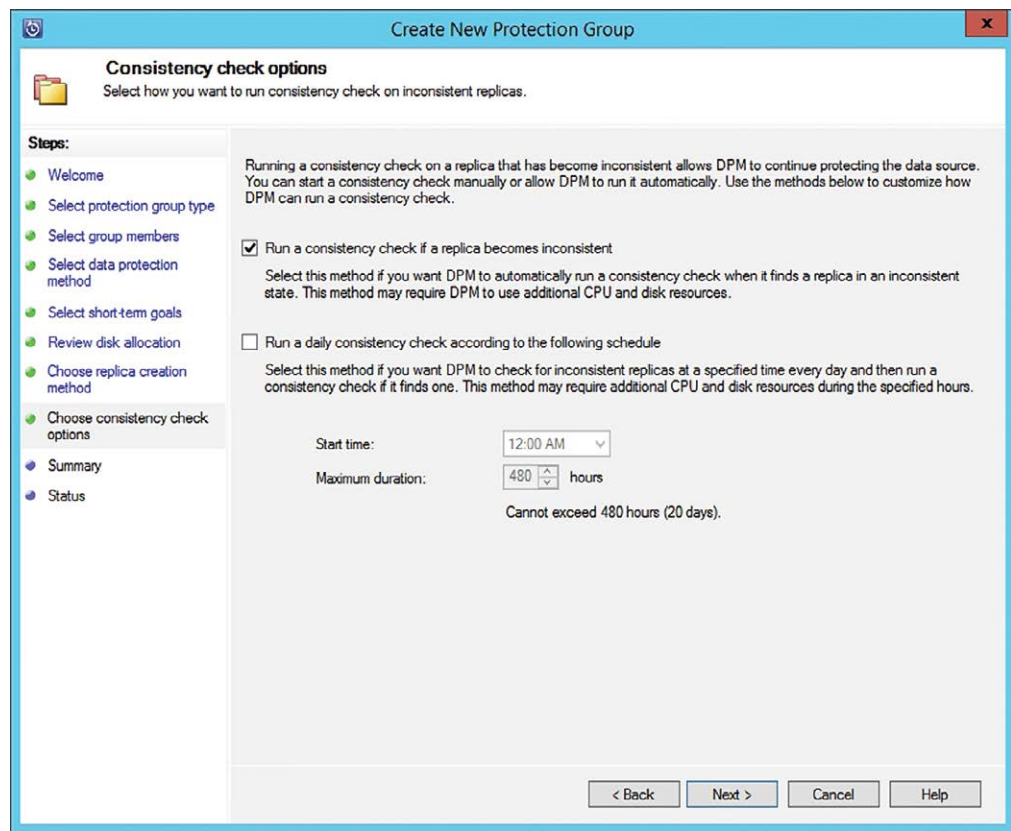 Create New Protection Group
x
Consistency check options
Select how you want to run consistency check on inconsistent replicas.
Steps:
Welcome
Select protection group type
Select group members
Select data protection
method
Select short-term goals
Review disk allocation
Choose replica creation
method
Choose consistency check
options
Summary
Status
Running a consistency check on a replica that has become inconsistent allows DPM to continue protecting the data source.
You can start a consistency check manually or allow DPM to run it automatically. Use the methods below to customize how
DPM can run a consistency check.
Run a consistency check if a replica becomes inconsistent
Select this method if you want DPM to automatically run a consistency check when it finds a replica in an inconsistent
state. This method may require DPM to use additional CPU and disk resources.
Run a daily consistency check according to the following schedule
Select this method if you want DPM to check for inconsistent replicas at a specified time every day and then run a
consistency check if it finds one. This method may require additional CPU and disk resources during the specified hours.
Start time: 12:00 AM
Maximum duration: 480 hours
Cannot exceed 480 hours (20 days).
< Back Next > Cancel Help